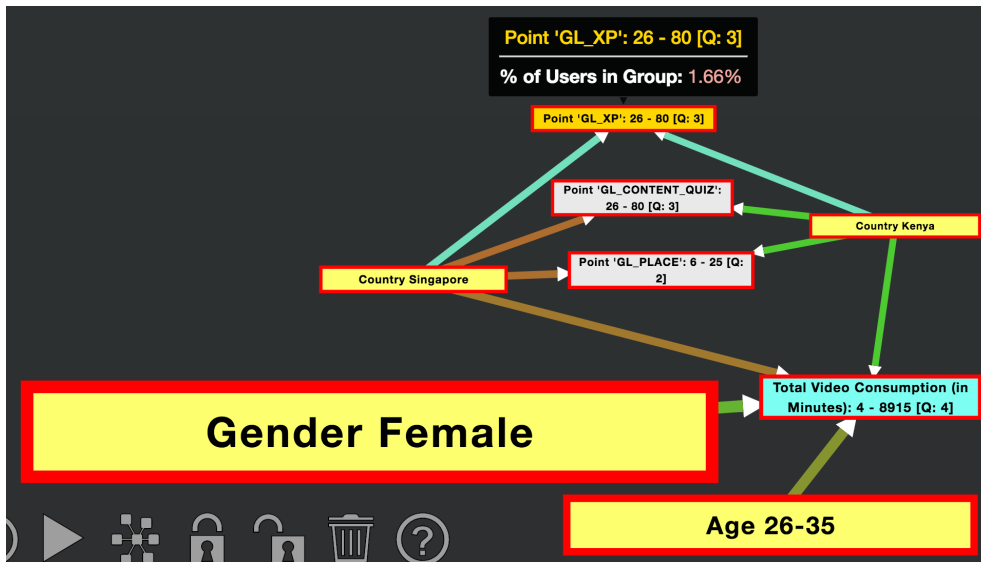 Point 'GL_XP': 26 - 80 [Q: 3]
% of Users in Group: 1.66%
Point 'GL_XP': 26 - 80 [Q: 3]
Point 'GL_CONTENT_QUIZ':
26 - 80 [Q: 3]
Country Kenya
Point 'GL_PLACE': 6 - 25 [Q:
2]
Country Singapore
Total Video Consumption (in
Minutes): 4 - 8915 [Q: 4]
Gender Female
Age 26-35
?